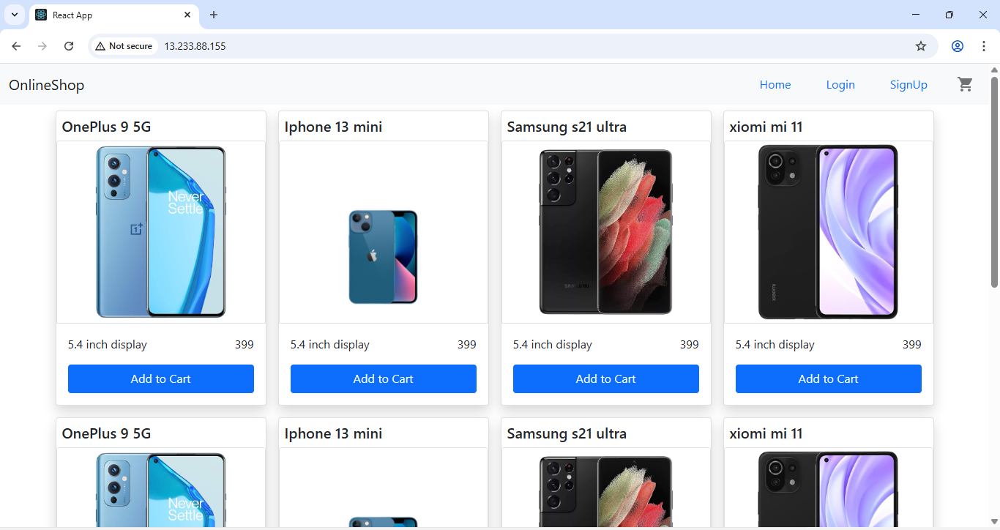 React App
Not secure
13.233.88.155
OnlineShop
Home
Login
SignUp
OnePlus 9 5G
Iphone 13 mini
Samsung s21 ultra
xiomi mi 11
Never
Settle
SAMSUNG
xiaomi
5.4 inch display 399
5.4 inch display 399
5.4 inch display 399
5.4 inch display 399
Add to Cart
Add to Cart
Add to Cart
Add to Cart
OnePlus 9 5G
Iphone 13 mini
Samsung s21 ultra
xiomi mi 11
Never
Settle